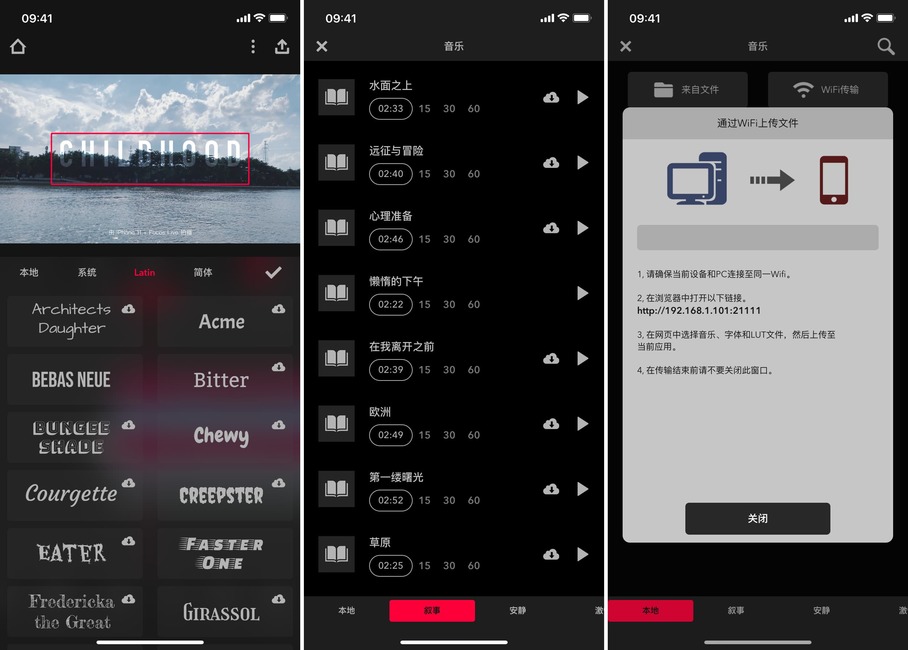 09:41
CHILDHOOD
本地 系统 Latin 简体
Architects
Daughter
Acme
BEBAS NEUE
Bitter
BUNGEE
SHADE
Chewy
Courgette
CREEPSTER
EATER
FASTER
ONE
Fredericka
the Great
GIRASSOL
09:41
音乐
水面之上
02:33 15 30 60
远征与冒险
02:40 15 30 60
心理准备
02:46 15 30 60
懒惰的下午
02:22 15 30 60
在我离开之前
02:39 15 30 60
欧洲
02:49 15 30 60
第一缕曙光
02:52 15 30 60
草原
02:25 15 30 60
本地 叙事 安静 激
09:41
音乐
来自文件 WiFi传输
通过WiFi上传文件
1, 请确保当前设备和PC连接至同一Wifi。
2, 在浏览器中打开以下链接。
http://192.168.1.101:21111
3, 在网页中选择音乐、字体和LUT文件，然后上传至
当前应用。
4, 在传输结束前请不要关闭此窗口。
关闭
本地 叙事 安静 激